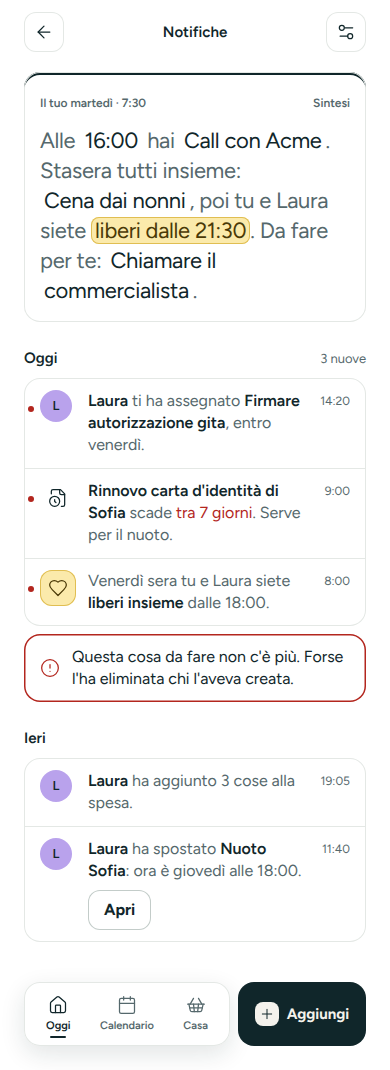 Notifiche
Il tuo martedì · 7:30
Sintesi
Alle 16:00 hai Call con Acme.
Stasera tutti insieme:
Cena dai nonni, poi tu e Laura
siete liberi dalle 21:30. Da fare
per te: Chiamare il
commercialista.
Oggi
3 nuove
L
Laura ti ha assegnato Firmare
autorizzazione gita, entro
venerdì.
14:20
Rinnovo carta d'identità di
Sofia scade tra 7 giorni. Serve
per il nuoto.
9:00
Venerdì sera tu e Laura siete
liberi insieme dalle 18:00.
8:00
Questa cosa da fare non c'è più. Forse
l'ha eliminata chi l'aveva creata.
Ieri
L
Laura ha aggiunto 3 cose alla
spesa.
19:05
L
Laura ha spostato Nuoto
Sofia: ora è giovedì alle 18:00.
11:40
Apri
Oggi
Calendario
Casa
Aggiungi